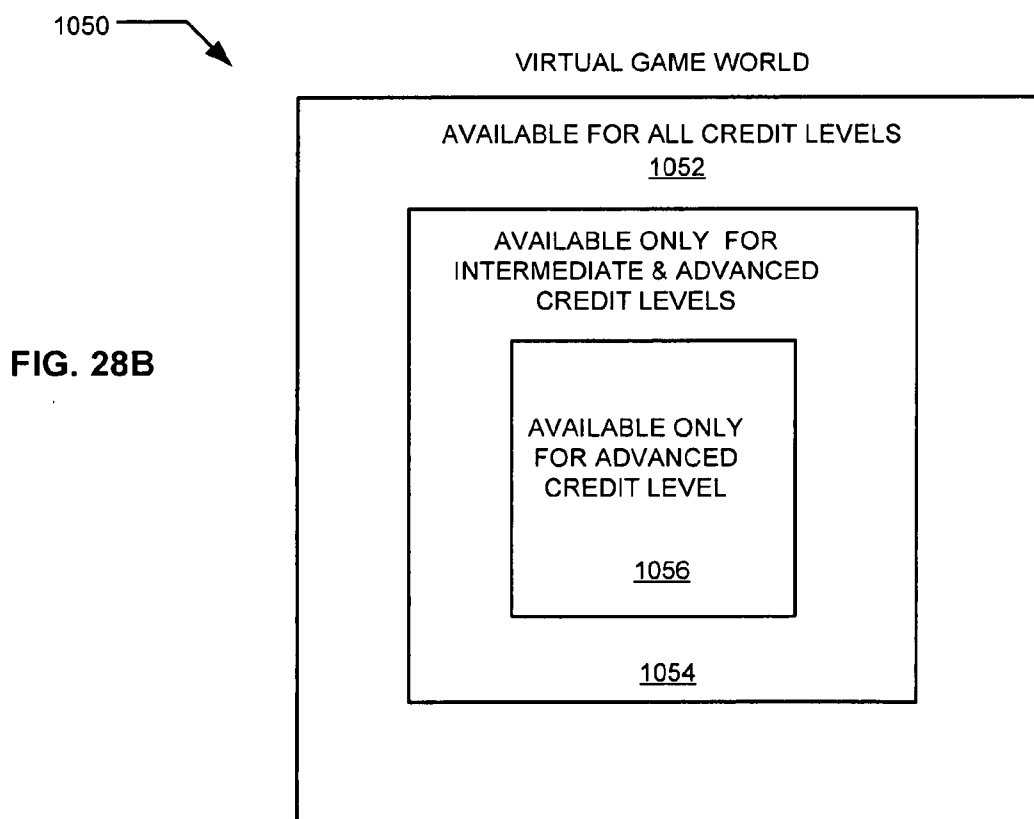 1050
VIRTUAL GAME WORLD
AVAILABLE FOR ALL CREDIT LEVELS
1052
AVAILABLE ONLY FOR
INTERMEDIATE & ADVANCED
CREDIT LEVELS
FIG. 28B
AVAILABLE ONLY
FOR ADVANCED
CREDIT LEVEL
1056
1054